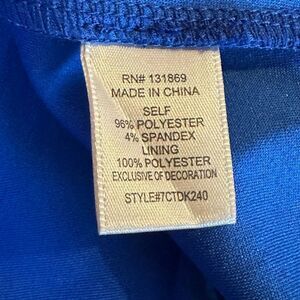 RN# 131869
MADE IN CHINA
SELF
96% POLYESTER
4% SPANDEX
LINING
100% POLYESTER
EXCLUSIVE OF DECORATION
STYLE#7CTDK240